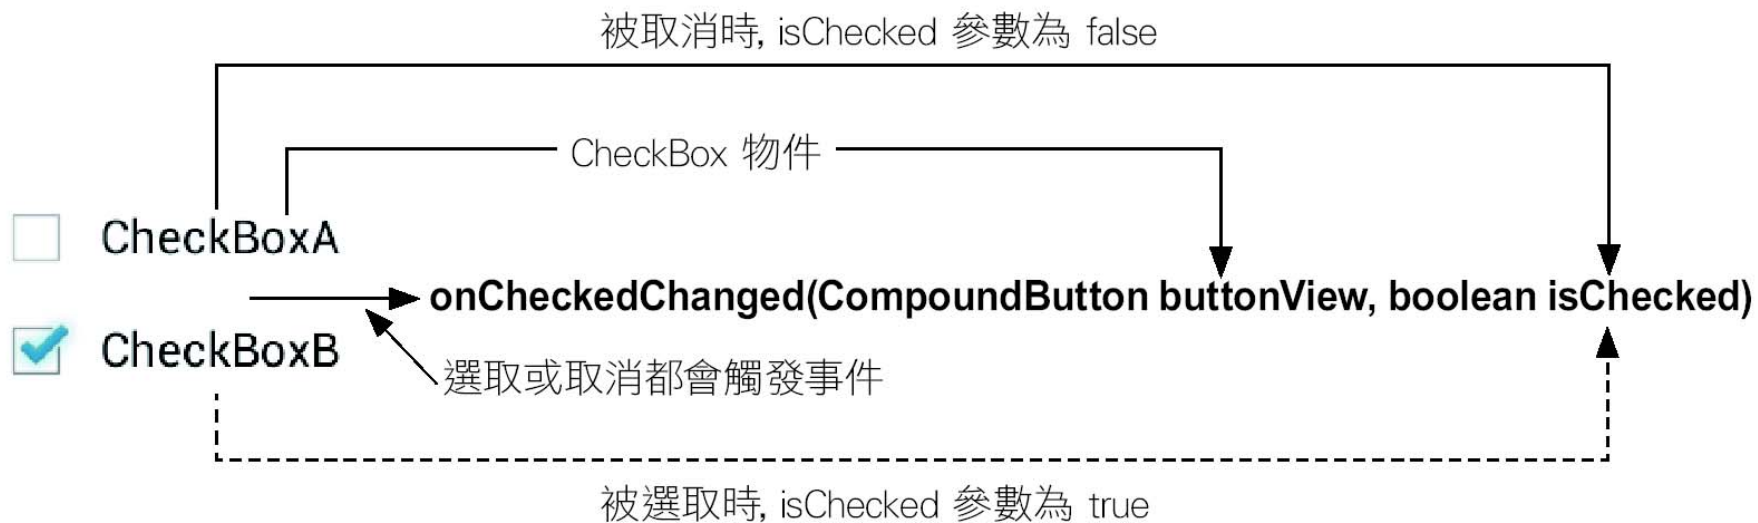 被取消時, isChecked 參數為 false
CheckBox 物件
CheckBoxA
onCheckedChanged(CompoundButton buttonView, boolean isChecked)
CheckBoxB
選取或取消都會觸發事件
被選取時, isChecked 參數為 true